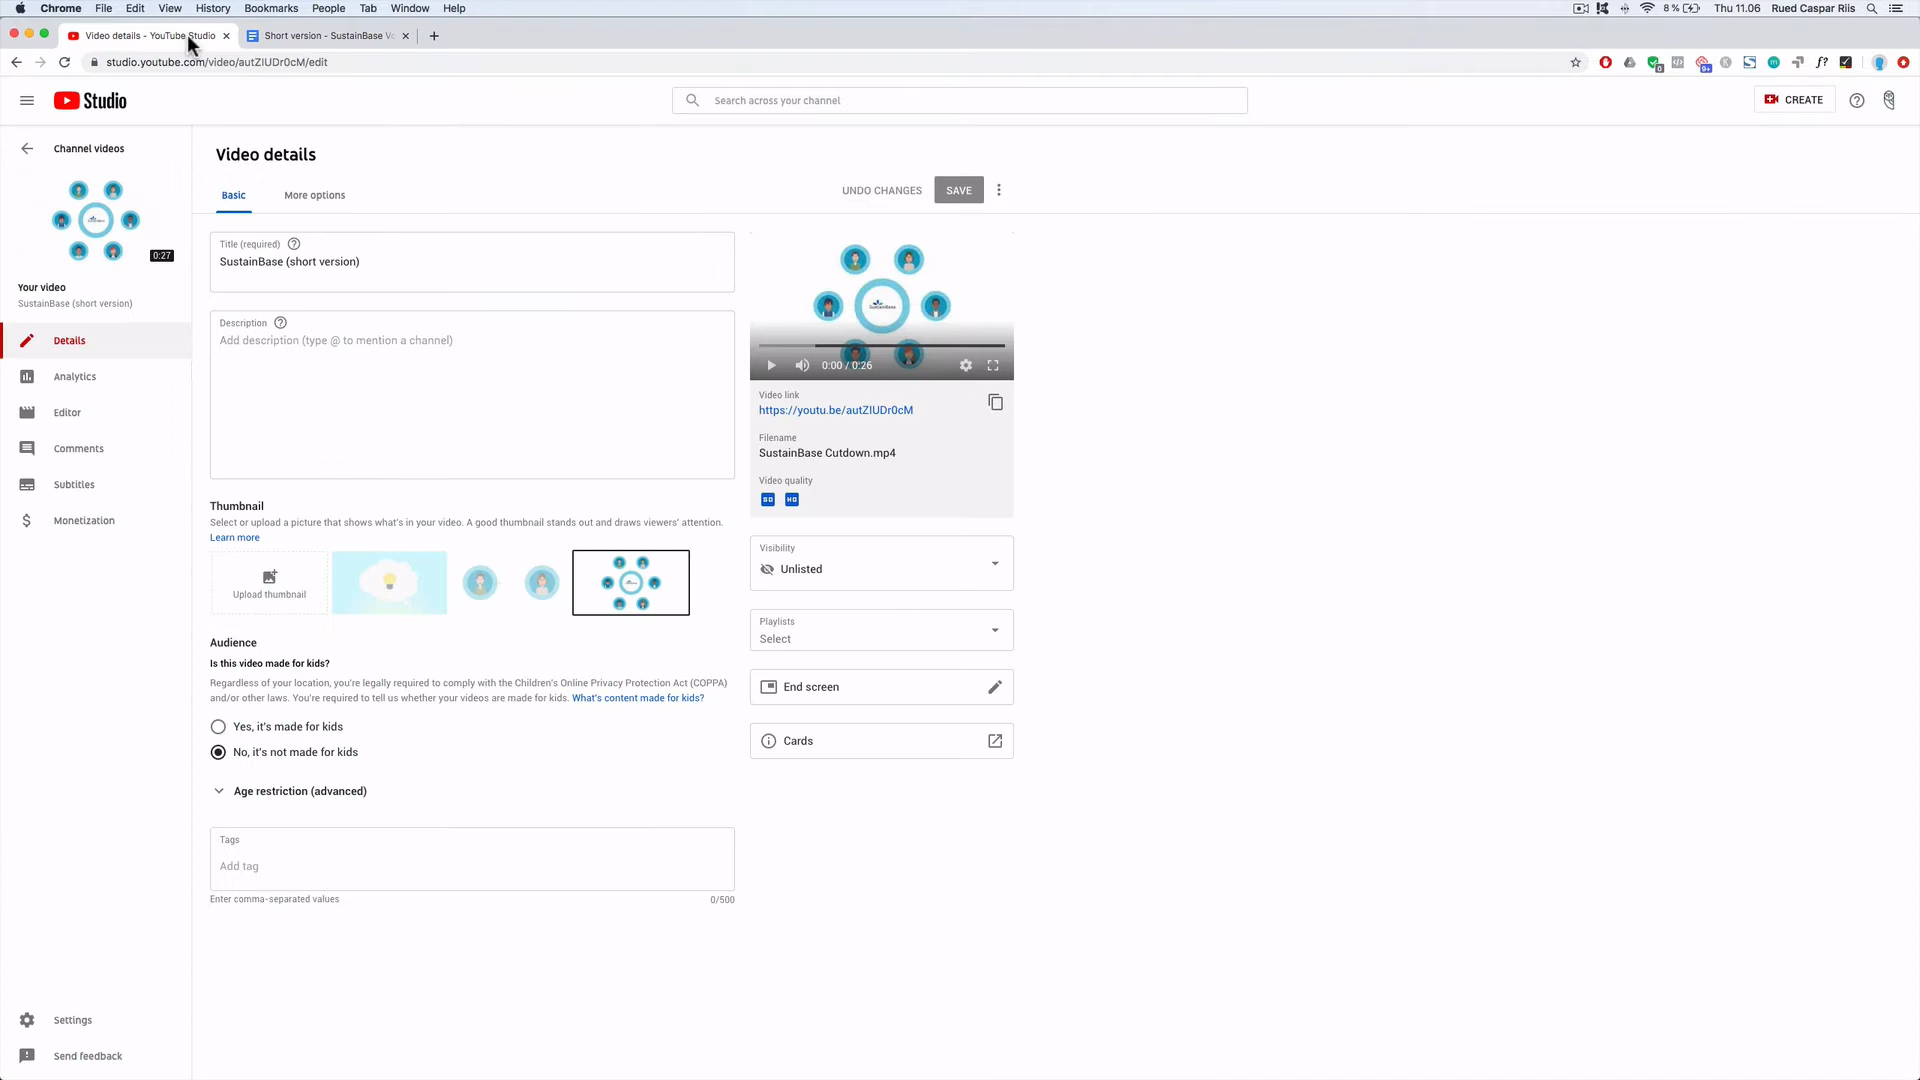 Chrome File Edit View History Bookmarks People Tab Window Help 8% Thu 11.06 Rued Caspar Riis
Video details - YouTube Studio Short version - SustainBase
studio.youtube.com/video/autZIUDr0cM/edit
Studio Search across your channel CREATE
Channel videos
0:27
Your video
SustainBase (short version)
Details
Analytics
Editor
Comments
Subtitles
Monetization
Settings
Send feedback
Video details
Basic More options UNDO CHANGES SAVE
Title (required)
SustainBase (short version)
Description
Add description (type @ to mention a channel)
Thumbnail
Select or upload a picture that shows what's in your video. A good thumbnail stands out and draws viewers' attention.
Learn more
Upload thumbnail
Audience
Is this video made for kids?
Regardless of your location, you're legally required to comply with the Children's Online Privacy Protection Act (COPPA)
and/or other laws. You're required to tell us whether your videos are made for kids. What's content made for kids?
Yes, it's made for kids
No, it's not made for kids
Age restriction (advanced)
Tags
Add tag
Enter comma-separated values 0/500
SustainBase
0:00 / 0:26
Video link
https://youtu.be/autZIUDr0cM
Filename
SustainBase Cutdown.mp4
Video quality
SD HD
Visibility
Unlisted
Playlists
Select
End screen
Cards